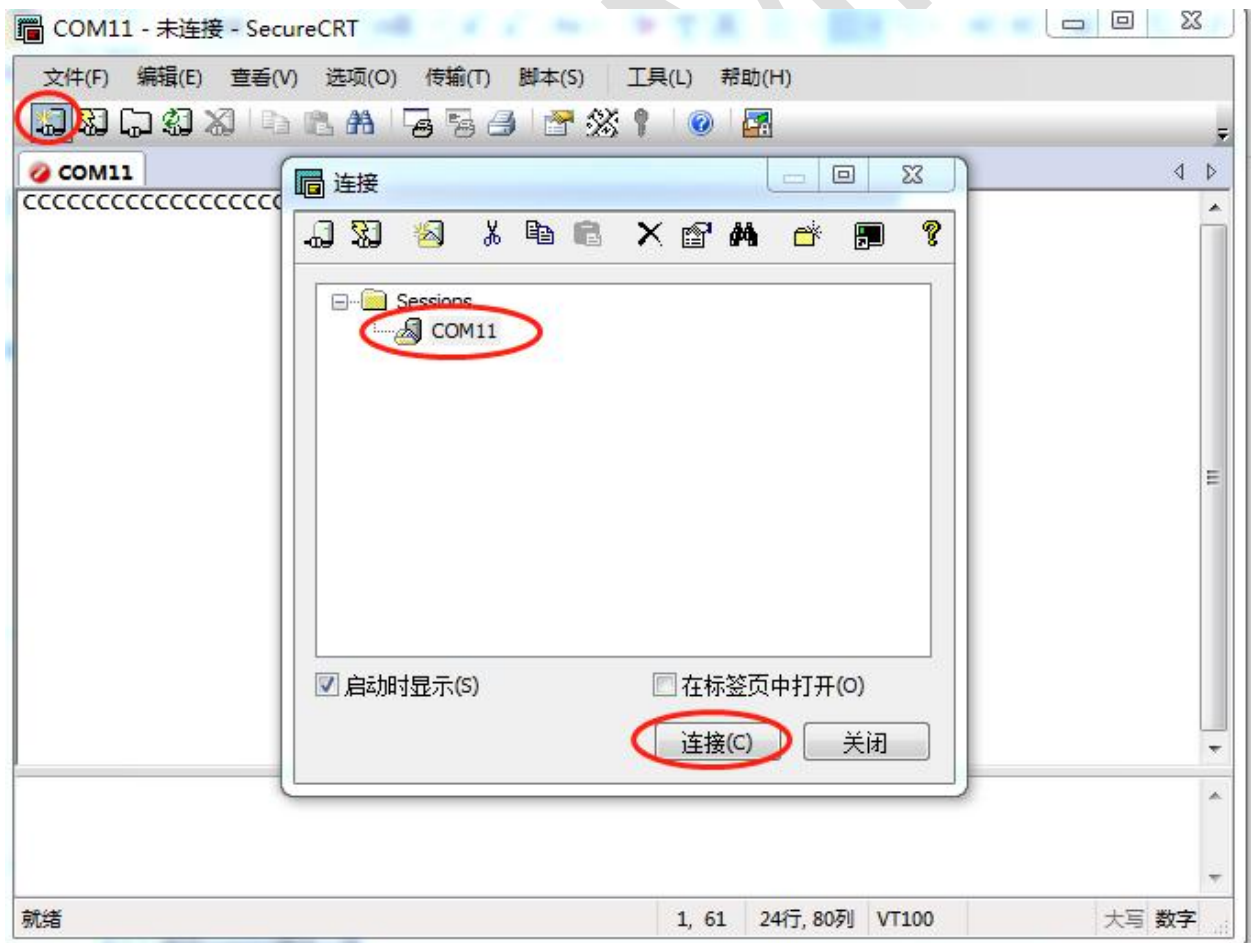 COM11 - 未连接 - SecureCRT
文件(F) 编辑(E) 查看(V) 选项(O) 传输(T) 脚本(S) 工具(L) 帮助(H)
COM11
连接
Sessions
COM11
启动时显示(S) 在标签页中打开(O)
连接(C) 关闭
就绪 1, 61 24行, 80列 VT100 大写 数字